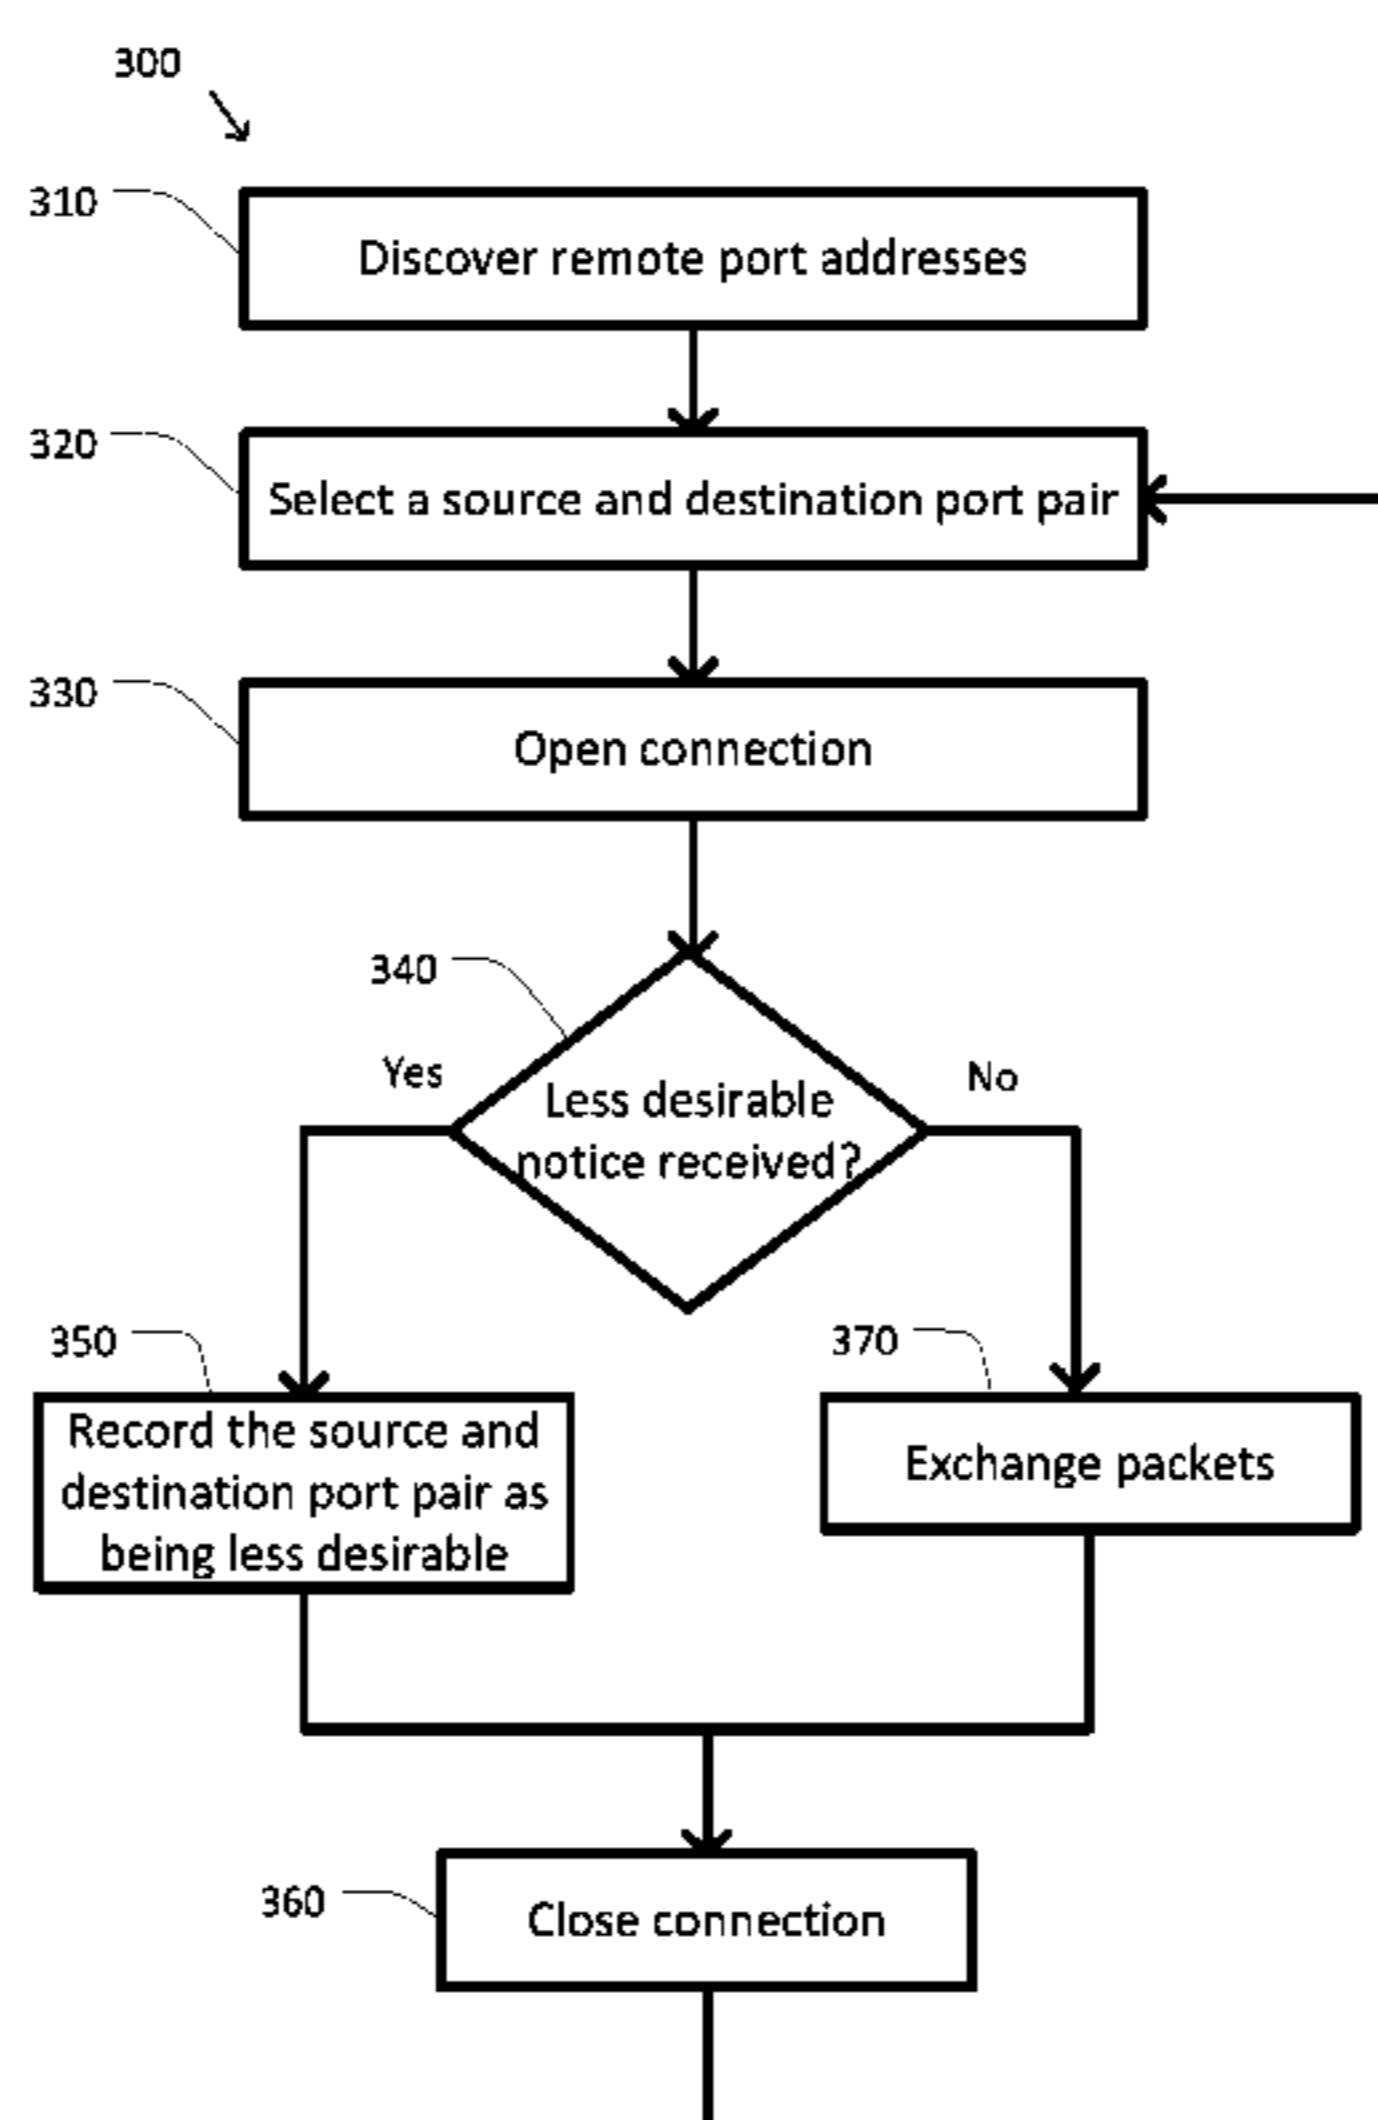 300
310
Discover remote port addresses
320
Select a source and destination port pair
330
Open connection
340
Yes
No
Less desirable
notice received?
350
370
Record the source and
destination port pair as
being less desirable
Exchange packets
360
Close connection